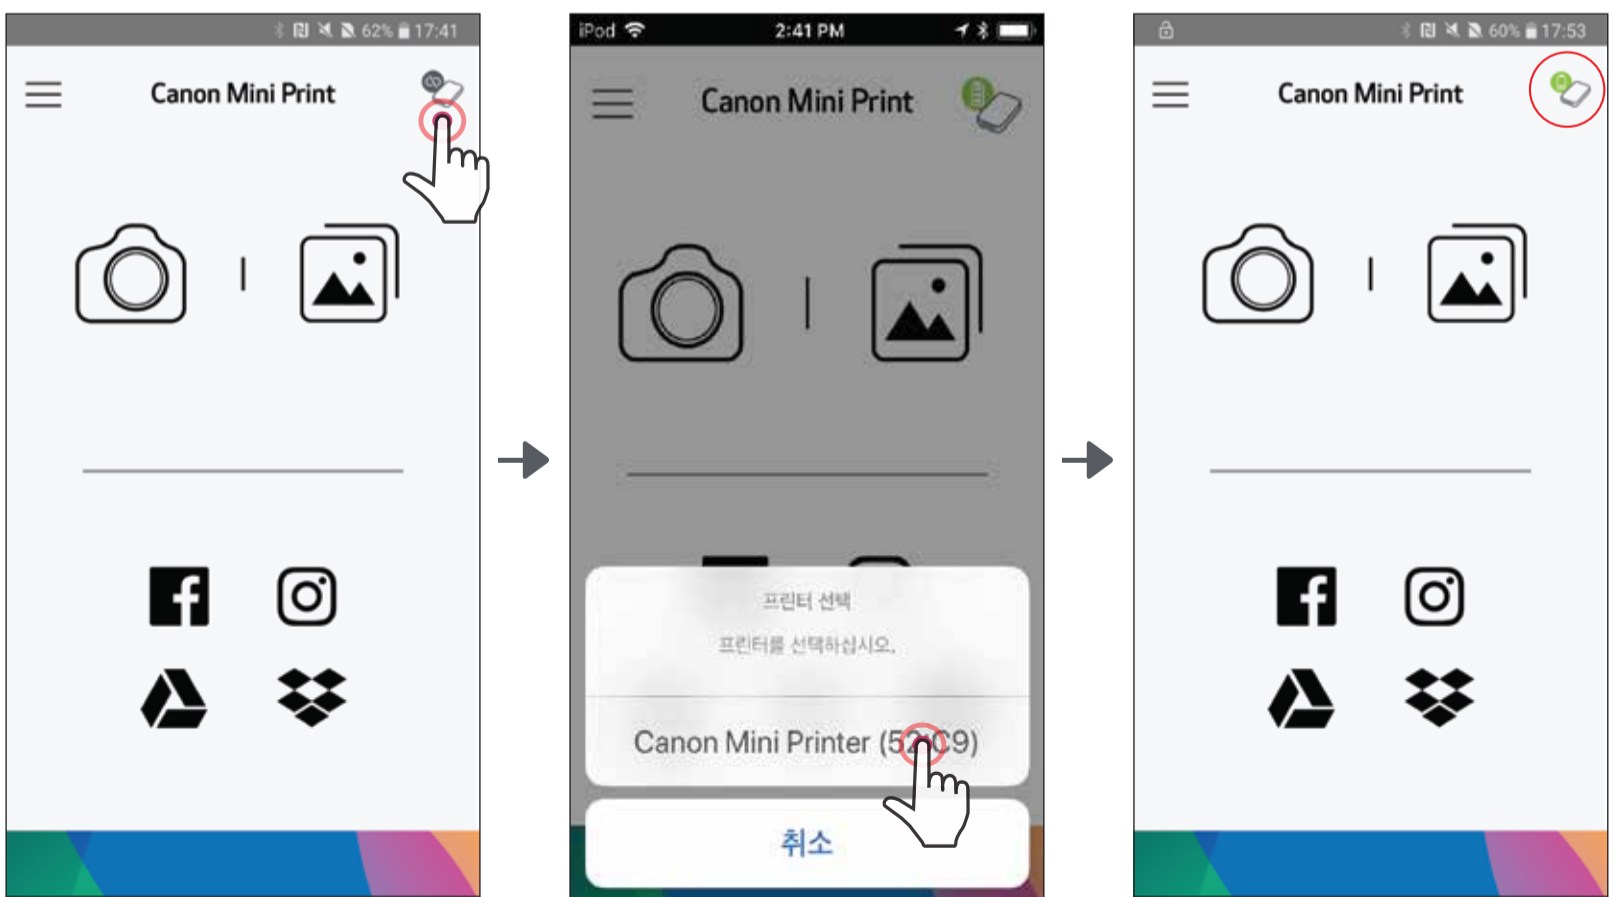 62% 17:41
Canon Mini Print
iPod 2:41 PM
Canon Mini Print
프린터 선택
프린터를 선택하십시오.
Canon Mini Printer (52:C9)
취소
60% 17:53
Canon Mini Print